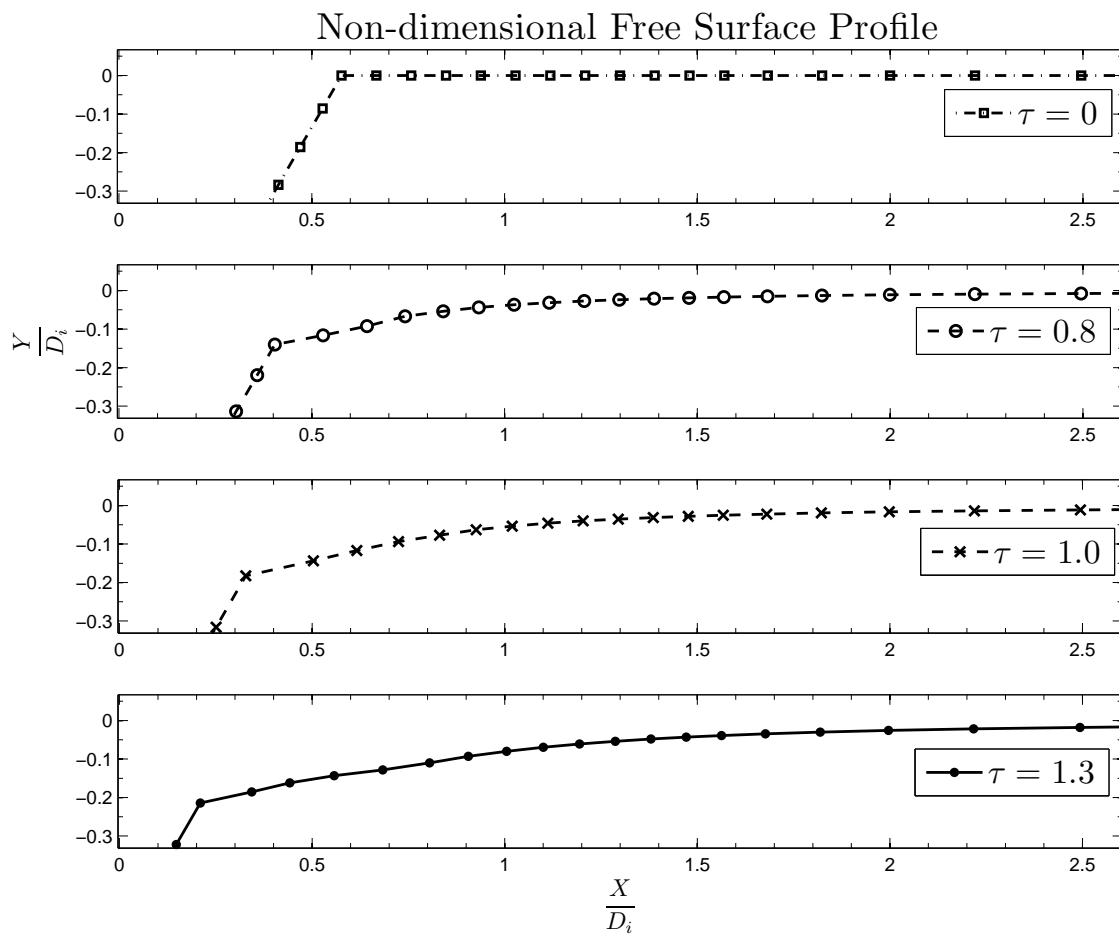 Non-dimensional Free Surface Profile
0
−0.1
−0.2
−0.3
τ = 0
0 0.5 1 1.5 2 2.5
0
−0.1
−0.2
−0.3
Y
D_i
τ = 0.8
0 0.5 1 1.5 2 2.5
0
−0.1
−0.2
−0.3
τ = 1.0
0 0.5 1 1.5 2 2.5
0
−0.1
−0.2
−0.3
τ = 1.3
0 0.5 1 1.5 2 2.5
X
D_i